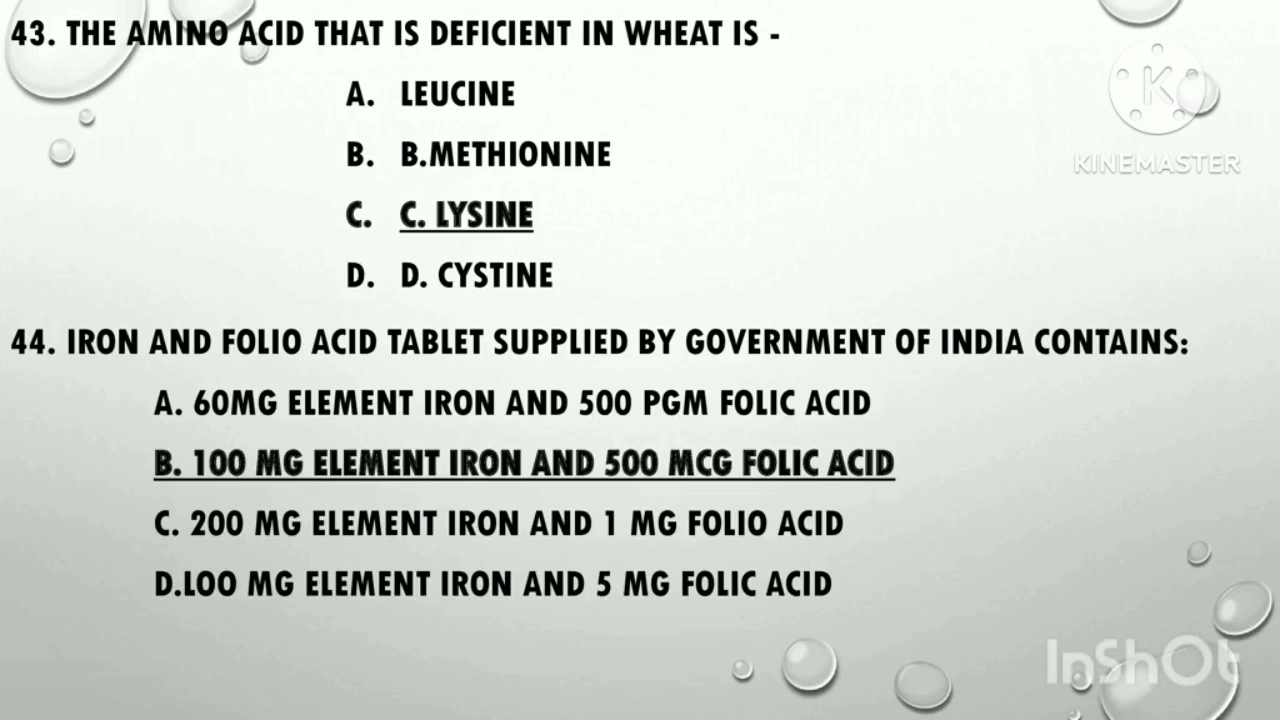 43. THE AMINO ACID THAT IS DEFICIENT IN WHEAT IS -
A. LEUCINE
B. B.METHIONINE
C. C. LYSINE
D. D. CYSTINE
44. IRON AND FOLIO ACID TABLET SUPPLIED BY GOVERNMENT OF INDIA CONTAINS:
A. 60MG ELEMENT IRON AND 500 PGM FOLIC ACID
B. 100 MG ELEMENT IRON AND 500 MCG FOLIC ACID
C. 200 MG ELEMENT IRON AND 1 MG FOLIO ACID
D.LOO MG ELEMENT IRON AND 5 MG FOLIC ACID
K
KINEMASTER
InShOt